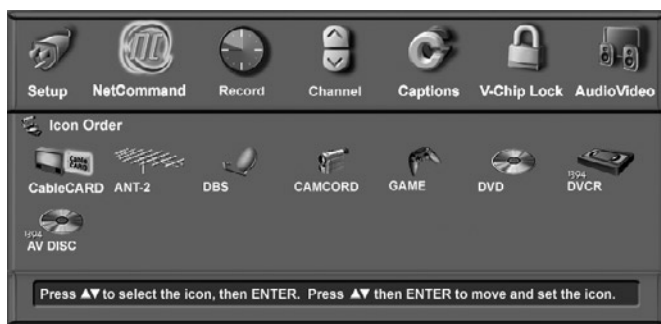 Setup NetCommand Record Channel Captions V-Chip Lock AudioVideo
Icon Order
CableCARD ANT-2 DBS CAMCORD GAME DVD 1394 DVCR
1394
AV DISC
Press ▲▼ to select the icon, then ENTER. Press ▲▼ then ENTER to move and set the icon.